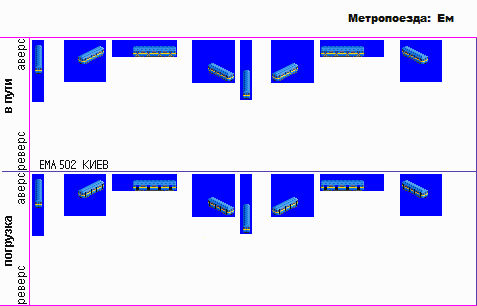 Метропоезда: Ем
аверс
в пути
реверс
ЕМА 502 КИЕВ
аверс
погрузка
реверс